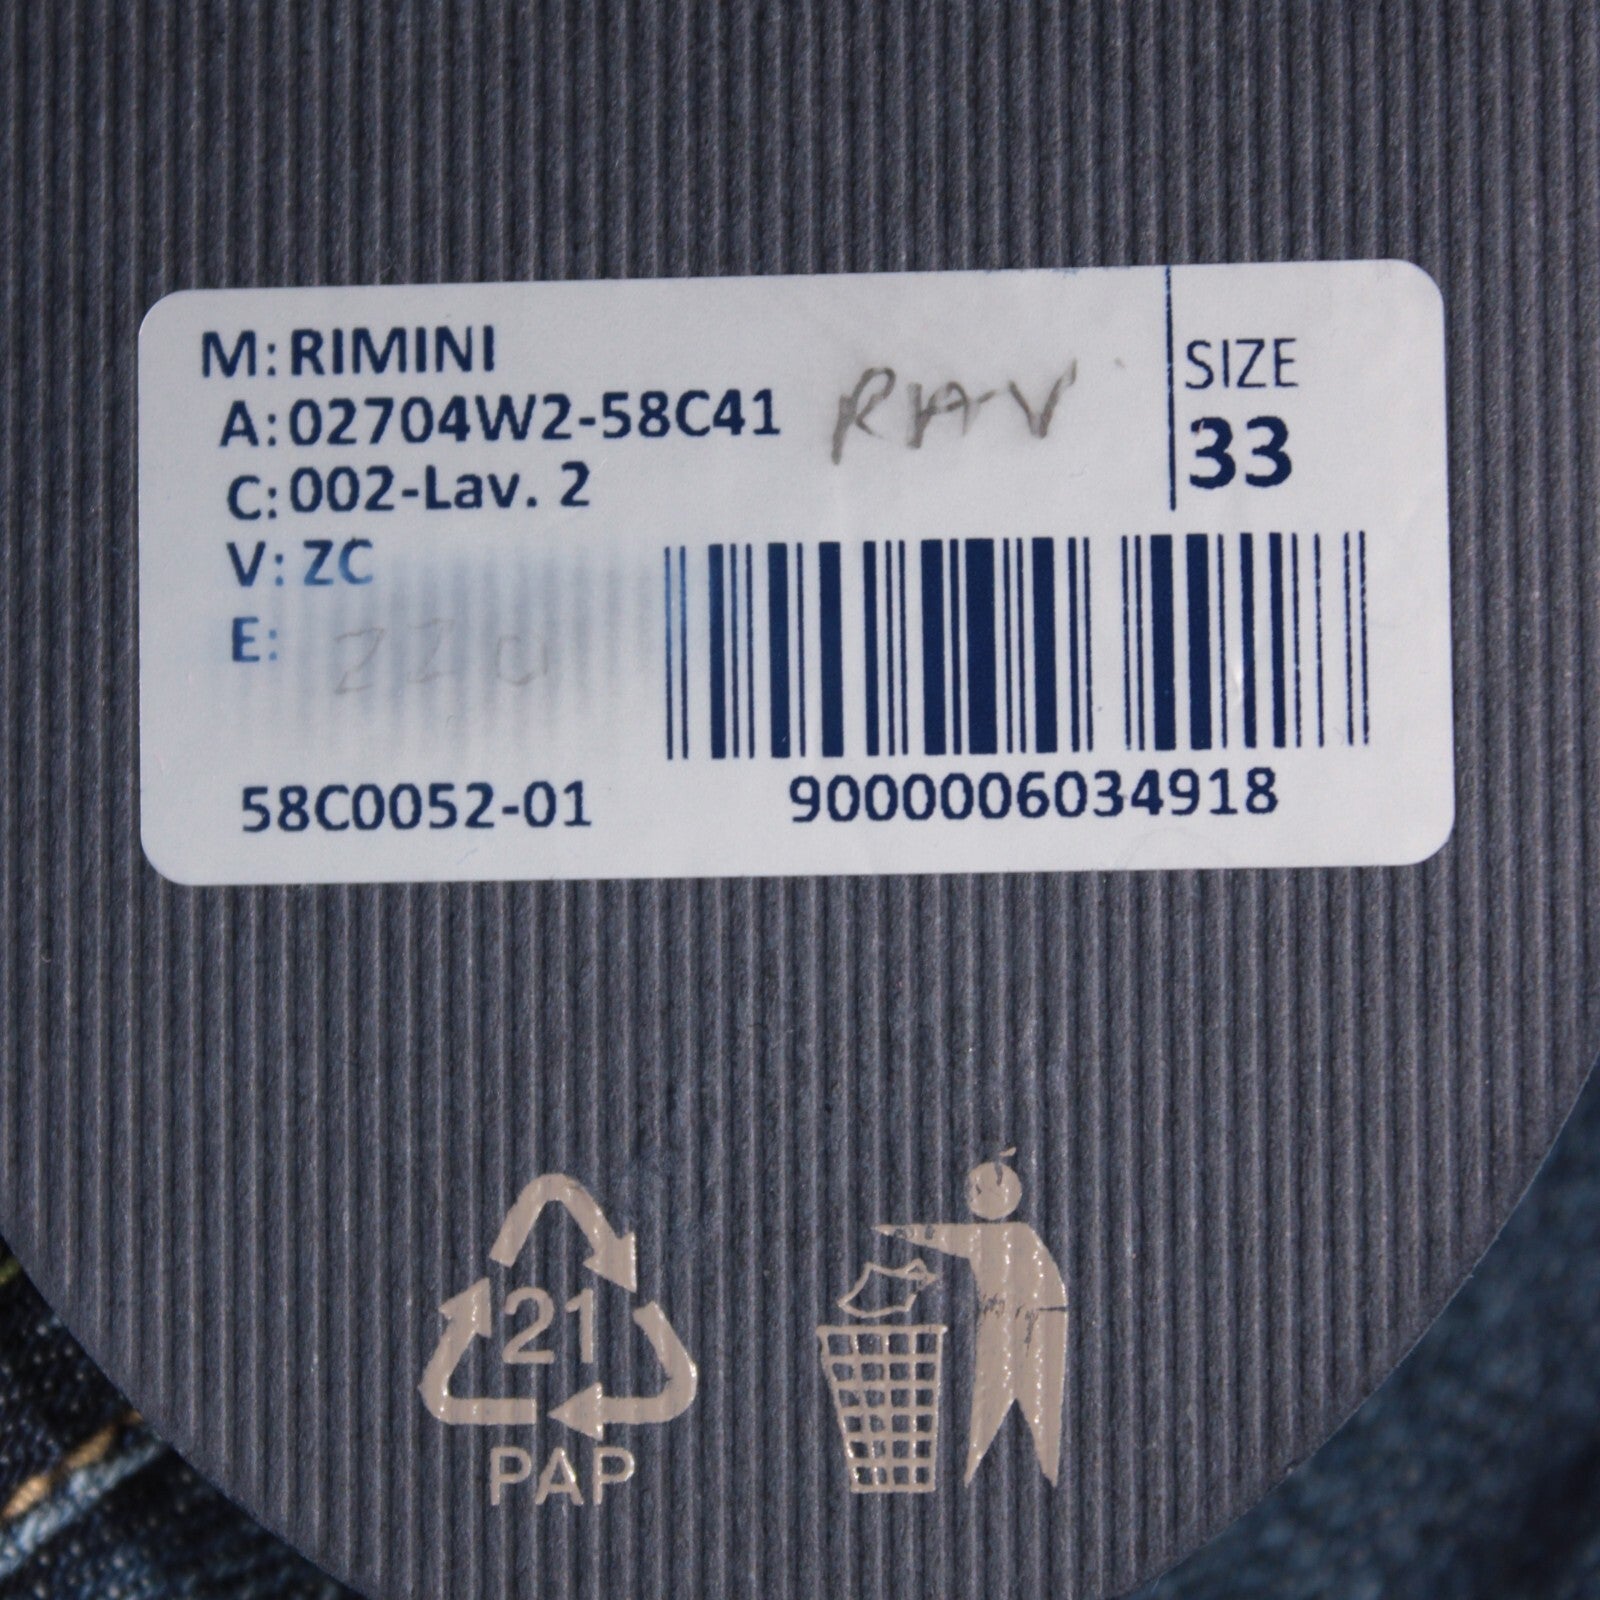 M: RIMINI
A: 02704W2-58C41
RAV
SIZE
33
C: 002-Lav. 2
V: ZC
E:
58C0052-01
9000006034918
21
PAP